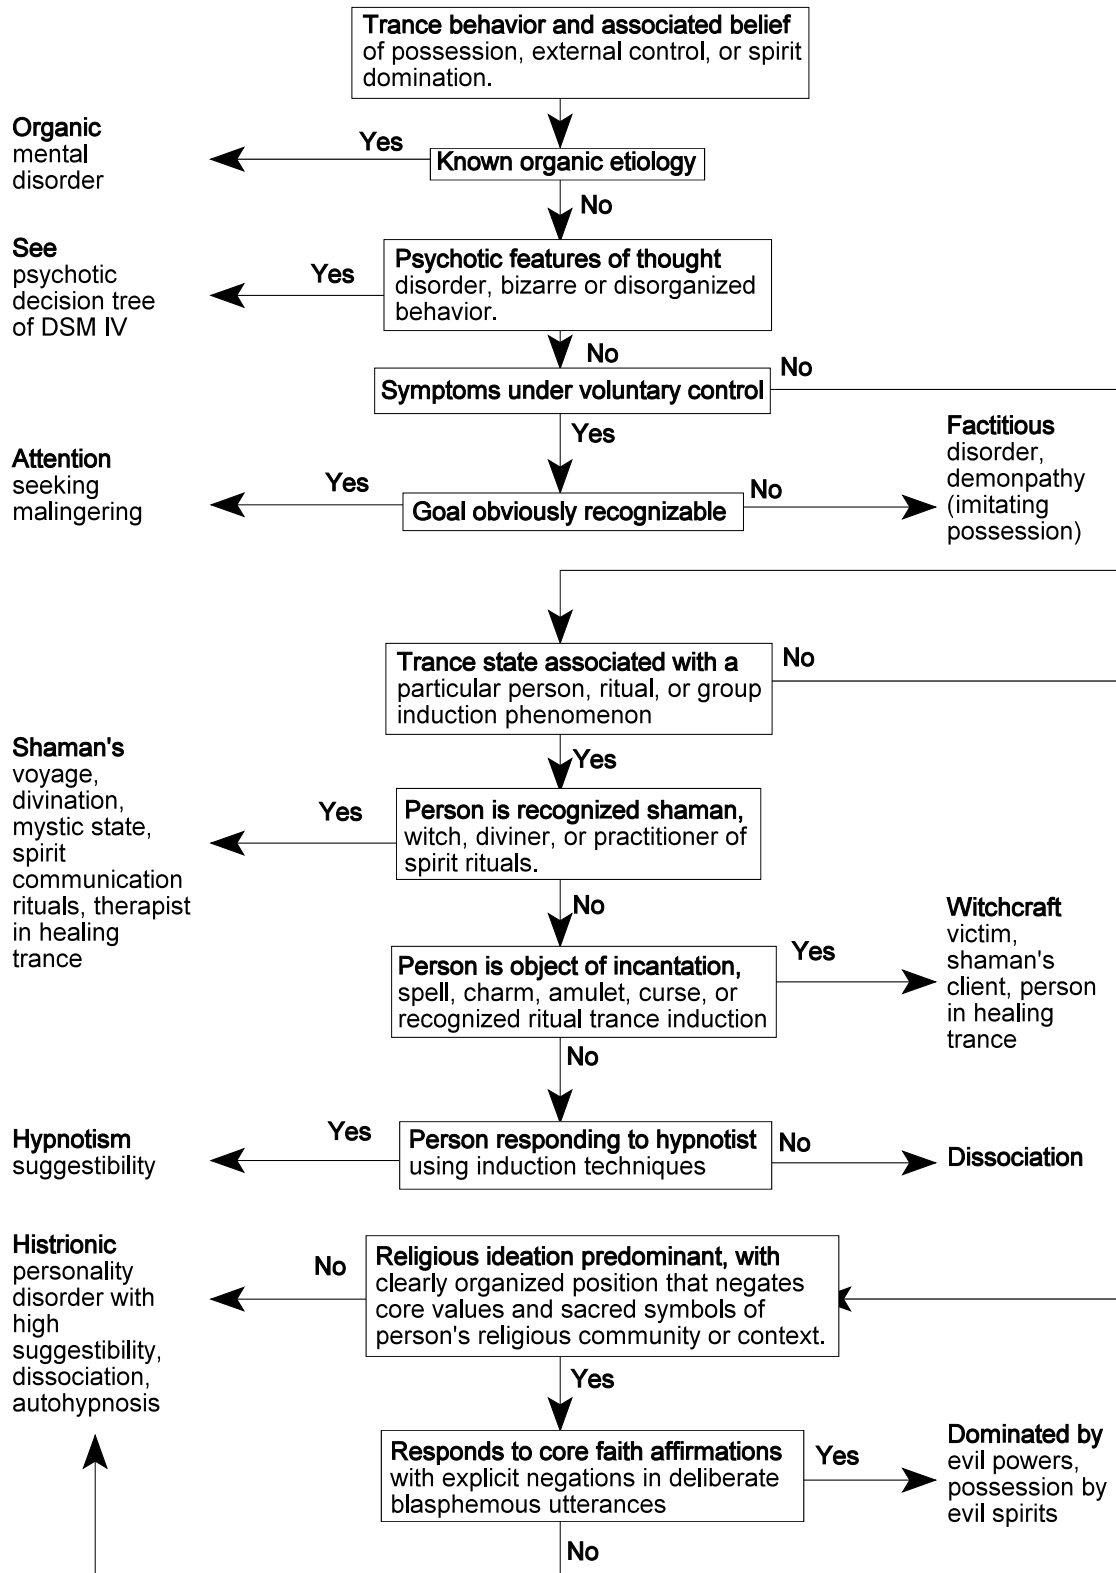 Trance behavior and associated belief
of possession, external control, or spirit
domination.
Organic
mental
disorder
Yes
Known organic etiology
No
See
psychotic
decision tree
of DSM IV
Yes
Psychotic features of thought
disorder, bizarre or disorganized
behavior.
No
Symptoms under voluntary control
No
Yes
Attention
seeking
malingering
Yes
Goal obviously recognizable
No
Factitious
disorder,
demonpathy
(imitating
possession)
Trance state associated with a
particular person, ritual, or group
induction phenomenon
No
Yes
Shaman's
voyage,
divination,
mystic state,
spirit
communication
rituals, therapist
in healing
trance
Yes
Person is recognized shaman,
witch, diviner, or practitioner of
spirit rituals.
No
Person is object of incantation,
spell, charm, amulet, curse, or
recognized ritual trance induction
Yes
Witchcraft
victim,
shaman's
client, person
in healing
trance
No
Hypnotism
suggestibility
Yes
Person responding to hypnotist
using induction techniques
No
Dissociation
Histrionic
personality
disorder with
high
suggestibility,
dissociation,
autohypnosis
No
Religious ideation predominant, with
clearly organized position that negates
core values and sacred symbols of
person's religious community or context.
Yes
Responds to core faith affirmations
with explicit negations in deliberate
blasphemous utterances
Yes
Dominated by
evil powers,
possession by
evil spirits
No